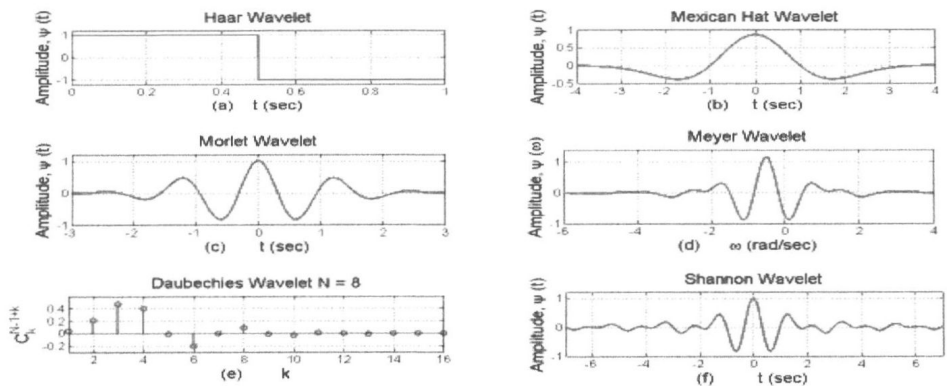 Haar Wavelet
Amplitude, ψ (t)
1
0
-1
0 0.2 0.4 0.6 0.8 1
(a) t (sec)
Mexican Hat Wavelet
Amplitude, ψ (t)
1
0.5
0
-0.5
-4 -3 -2 -1 0 1 2 3 4
(b) t (sec)
Morlet Wavelet
Amplitude, ψ (t)
1
0
-1
-3 -2 -1 0 1 2 3
(c) t (sec)
Meyer Wavelet
Amplitude, ψ (ω)
1
0
-1
-6 -4 -2 0 2 4
(d) ω (rad/sec)
Daubechies Wavelet N = 8
C_k^{N-1+k}
0.4
0.2
0
-0.2
2 4 6 8 10 12 14 16
(e) k
Shannon Wavelet
Amplitude, ψ (t)
1
0
-1
-6 -4 -2 0 2 4 6
(f) t (sec)